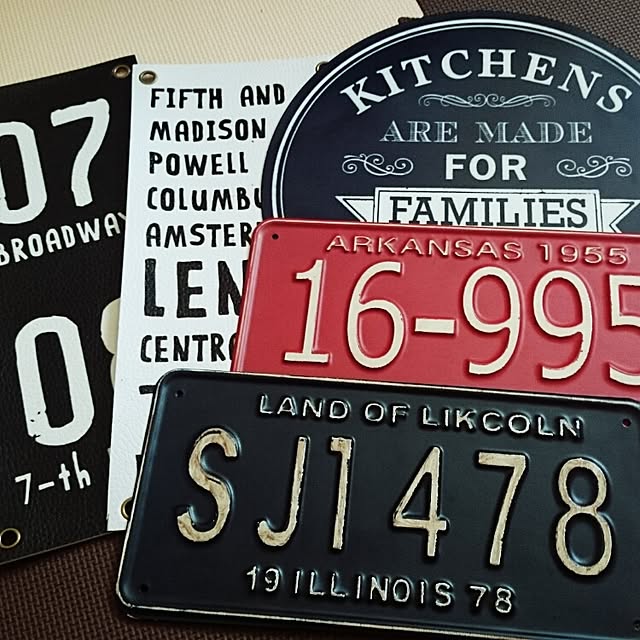 07
BROADWAY
0
7-th
FIFTH AND
MADISON
POWELL
COLUMBU
AMSTER
LEN
CENTR
KITCHENS
ARE MADE
FOR
FAMILIES
ARKANSAS 1955
16-995
LAND OF LIKCOLN
SJ1478
19 ILLINOIS 78